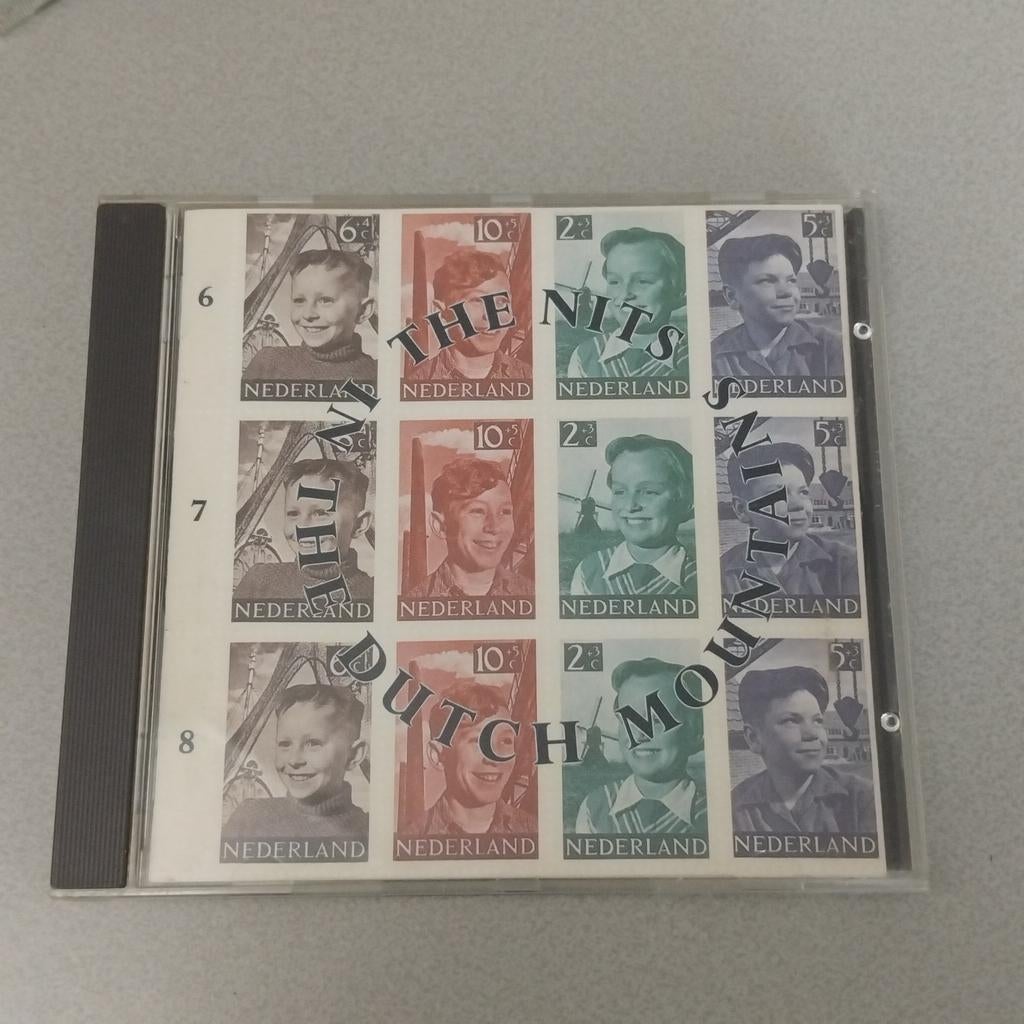 THE NITS
IN THE DUTCH MOUNTAINS
6
6+4 c
10+5 c
2+3 c
5+3 c
NEDERLAND
NEDERLAND
NEDERLAND
NEDERLAND
7
10+5 c
2+3 c
5+3 c
NEDERLAND
NEDERLAND
NEDERLAND
NEDERLAND
8
10+5 c
2+3 c
5+3 c
NEDERLAND
NEDERLAND
NEDERLAND
NEDERLAND